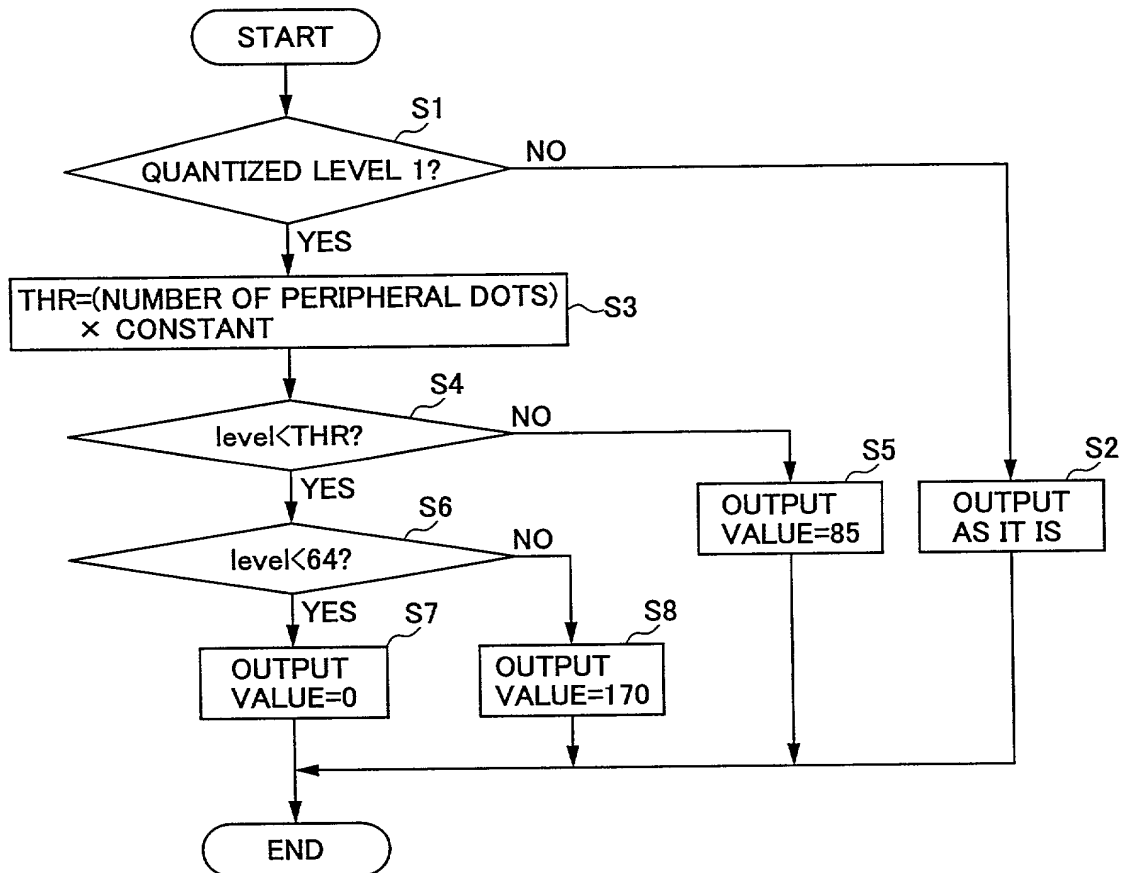 START
S1
QUANTIZED LEVEL 1?
NO
YES
THR=(NUMBER OF PERIPHERAL DOTS)
× CONSTANT
S3
S4
level<THR?
NO
YES
S5
OUTPUT
VALUE=85
S2
OUTPUT
AS IT IS
S6
level<64?
NO
YES
S7
OUTPUT
VALUE=0
S8
OUTPUT
VALUE=170
END